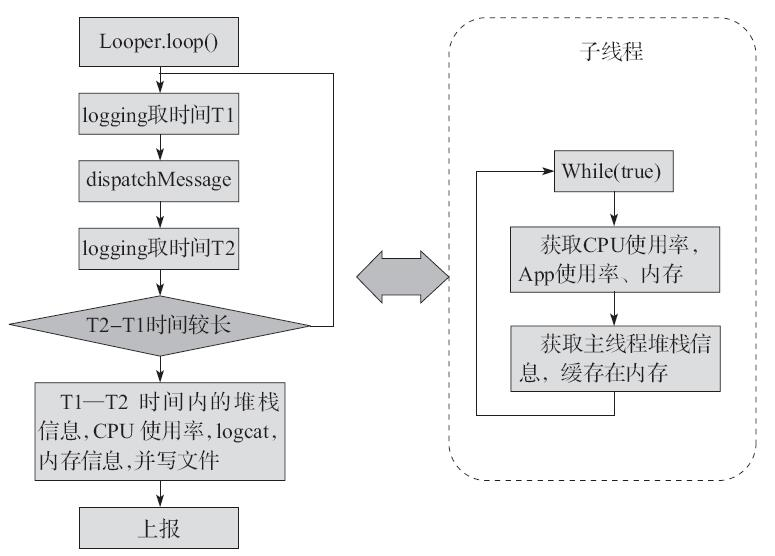 Looper.loop()
logging取时间T1
dispatchMessage
logging取时间T2
T2–T1时间较长
T1—T2 时间内的堆栈
信息,CPU 使用率, logcat,
内存信息,并写文件
上报
子线程
While(true)
获取CPU使用率,
App使用率、内存
获取主线程堆栈信
息, 缓存在内存